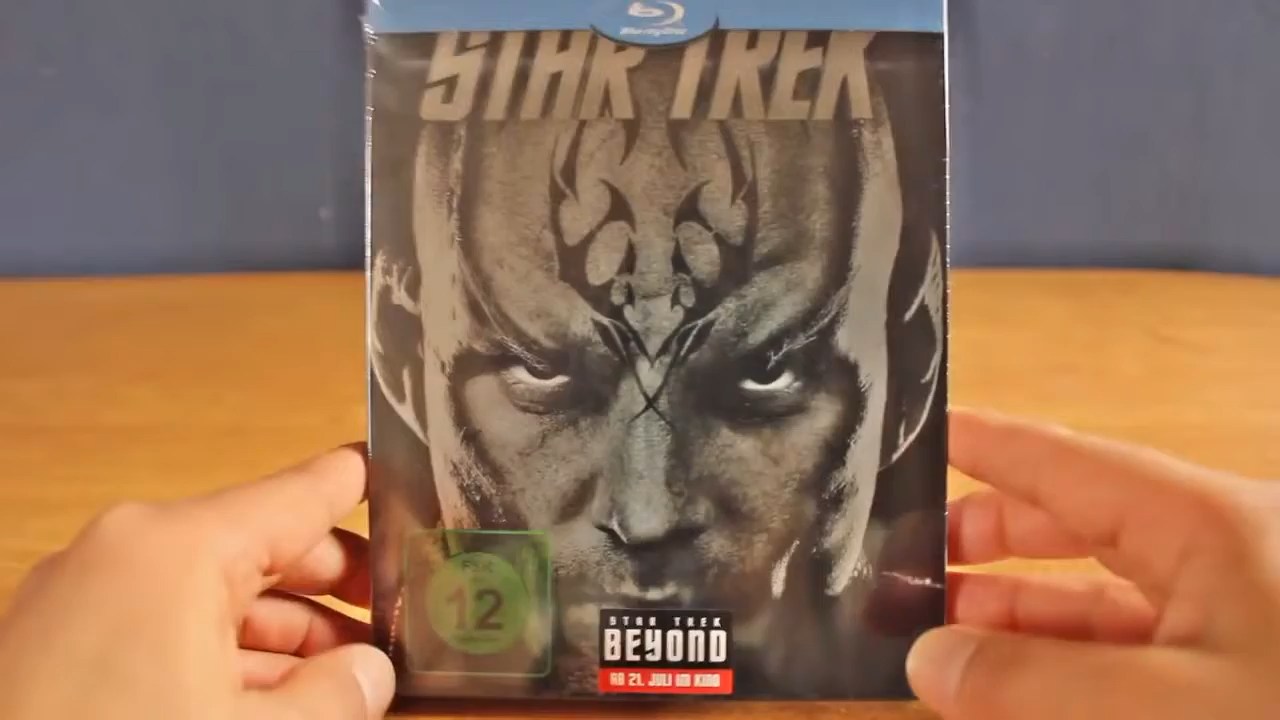 Blu-ray Disc
STAR TREK
FSK
12
STAR TREK
BEYOND
AB 21. JULI IM KINO